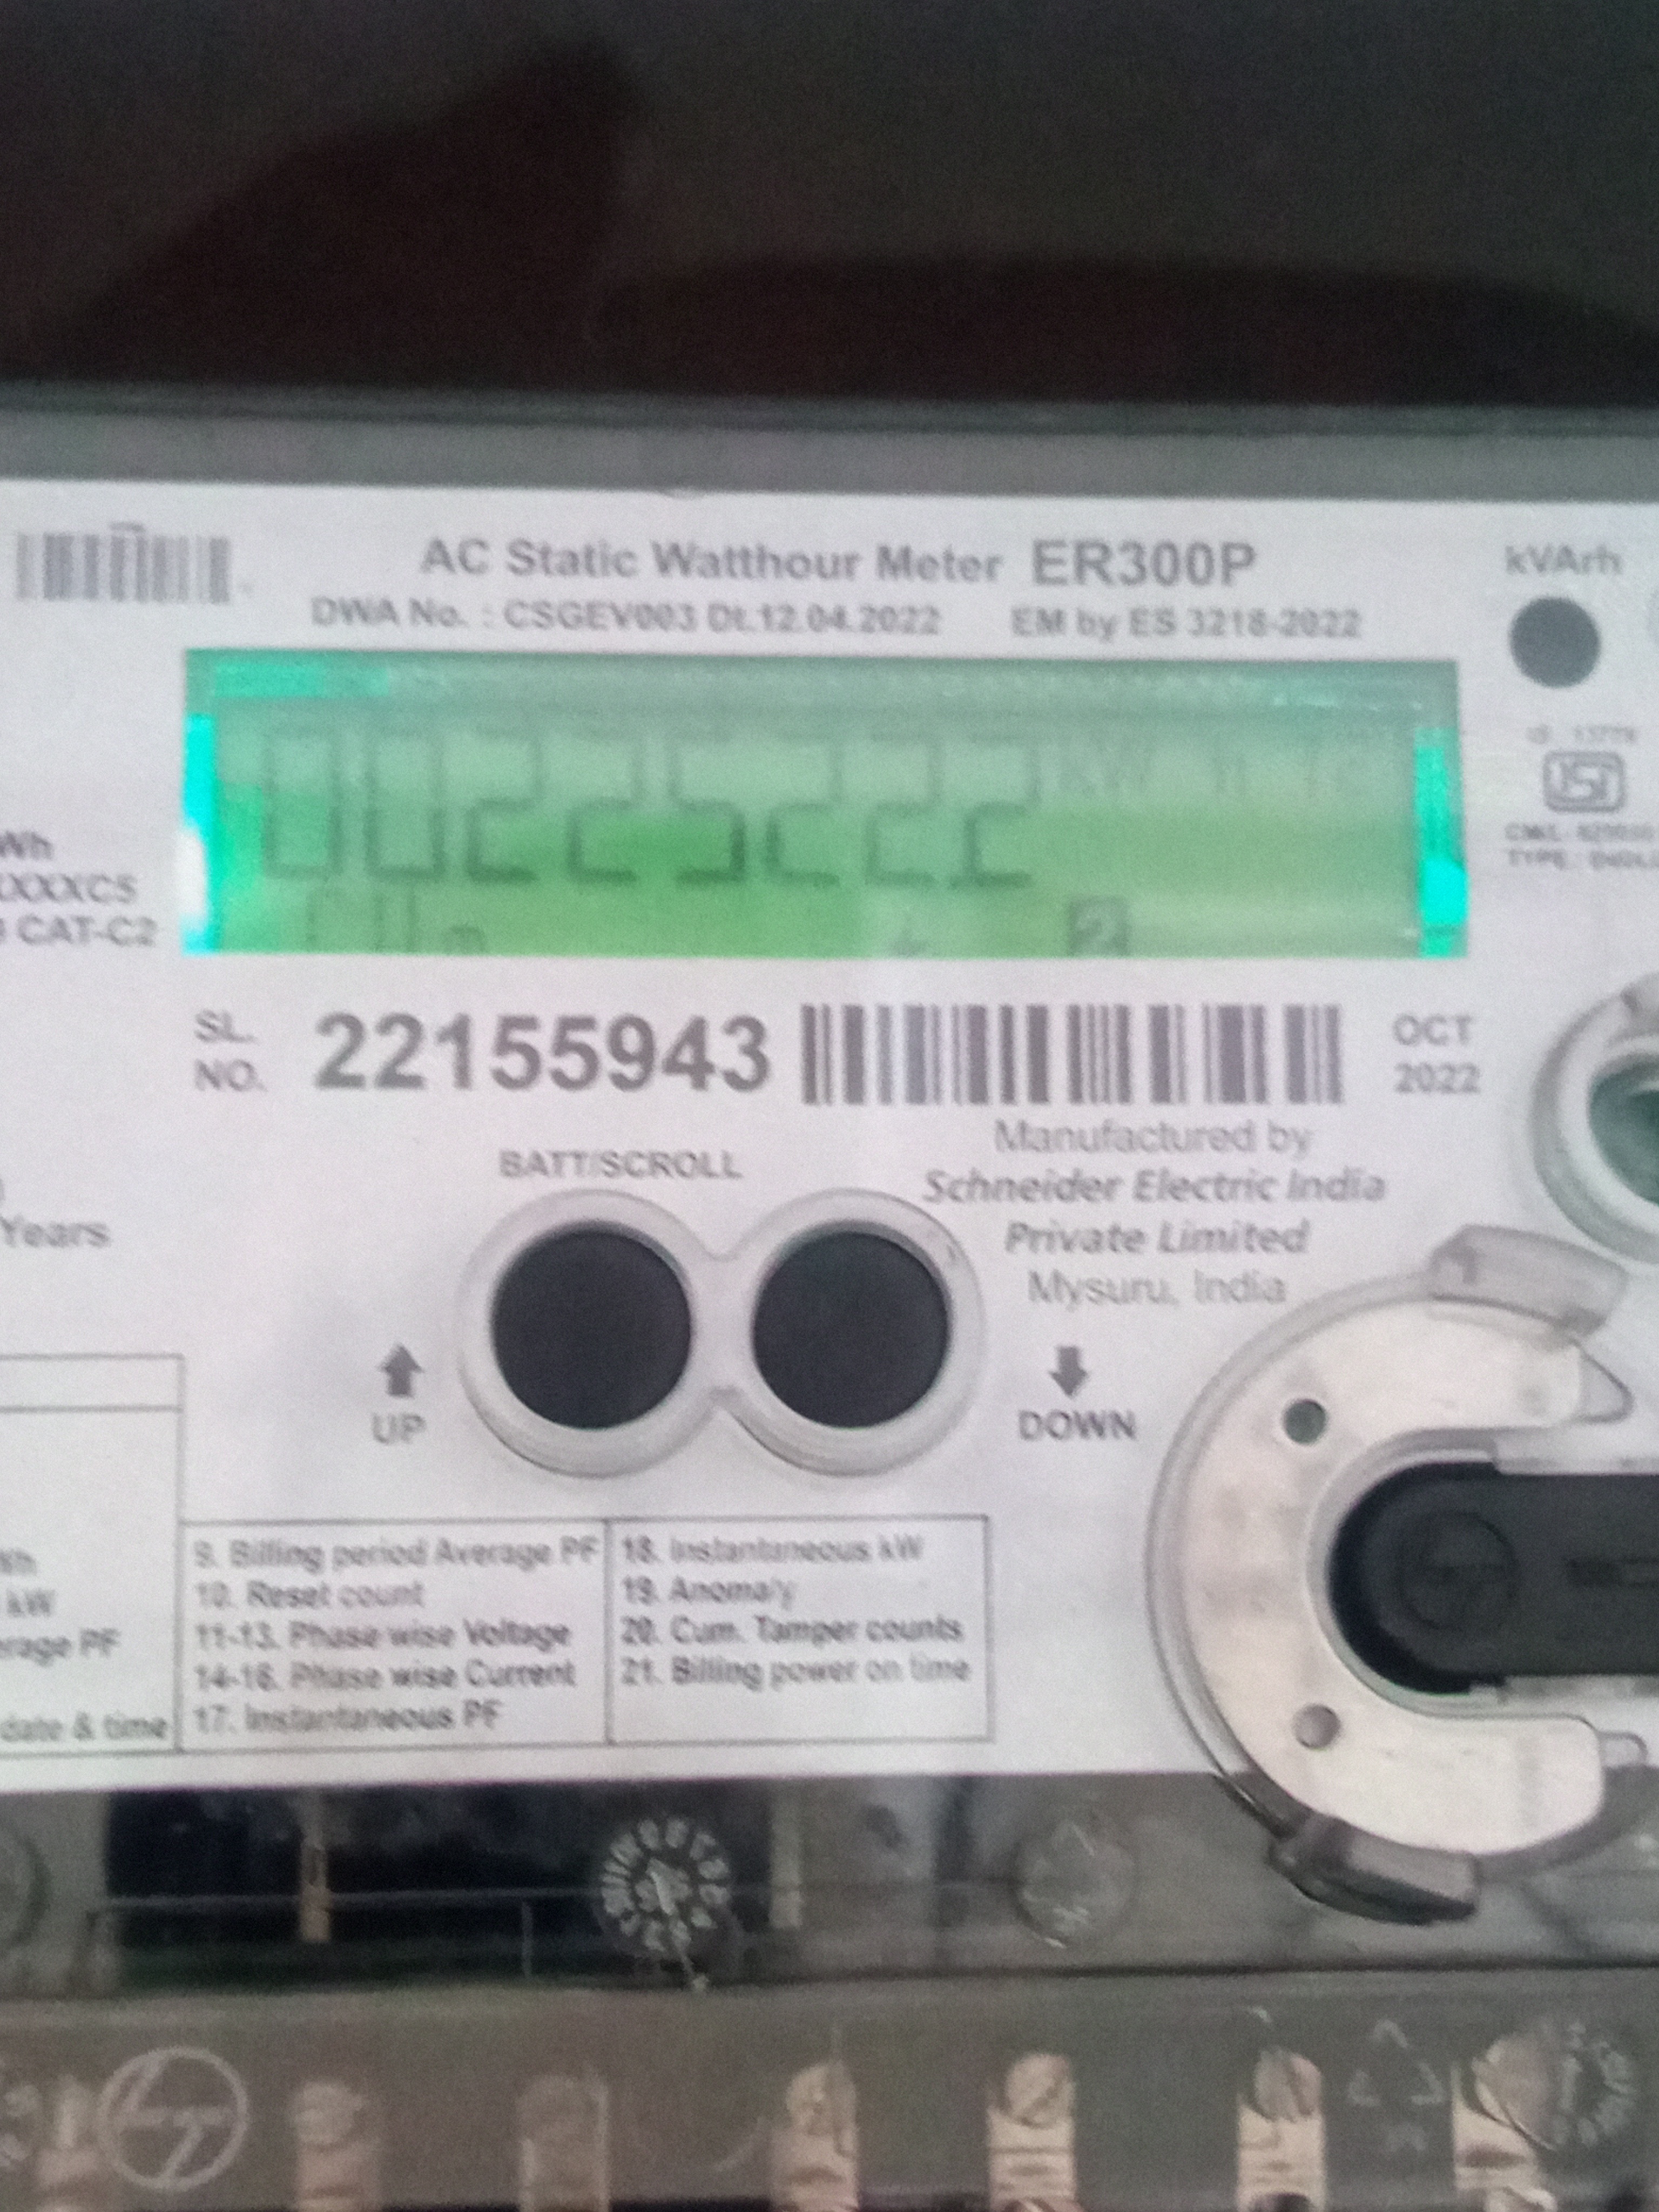 AC Static Watthour Meter ER300P
kVArh
DWA No. : CSGEV003 Dt.12.04.2022 EM by ES 3218-2022
00225222
kW h
Wh
XXXCS
CAT-C2
2
SL. NO. 22155943
OCT 2022
Manufactured by
Schneider Electric India
Private Limited
Mysuru, India
BATT/SCROLL
Years
UP
DOWN
9. Billing period Average PF
10. Reset count
11-13. Phase wise Voltage
14-16. Phase wise Current
17. Instantaneous PF
18. Instantaneous kW
19. Anomaly
20. Cum. Tamper counts
21. Billing power on time
kW
erage PF
date & time